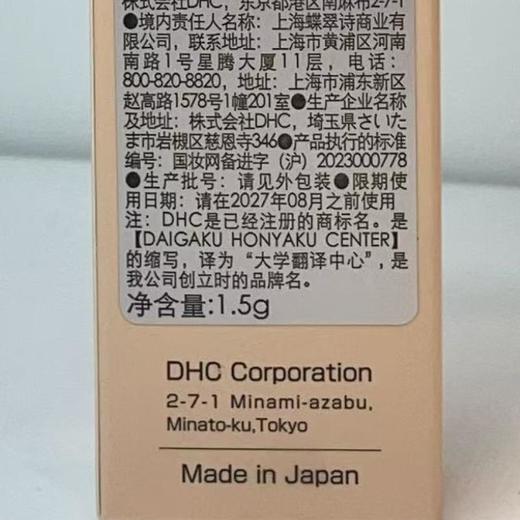 株式会社DHC，东京都港区南麻布2-7-1
●境内责任人名称：上海蝶翠诗商业有
限公司，联系地址：上海市黄浦区河南
南路1号星腾大厦11层，电话：
800-820-8820，地址：上海市浦东新区
赵高路1578号1幢201室●生产企业名称
及地址：株式会社DHC，埼玉県さいた
ま市岩槻区慈恩寺346●产品执行的标准
编号：国妆网备进字（沪）2023000778
●生产批号：请见外包装●限期使
用日期：请在2027年08月之前使用
注：DHC是已经注册的商标名。是
【DAIGAKU HONYAKU CENTER】
的缩写，译为“大学翻译中心”，是
我公司创立时的品牌名。
净含量:1.5g
DHC Corporation
2-7-1 Minami-azabu,
Minato-ku,Tokyo
Made in Japan